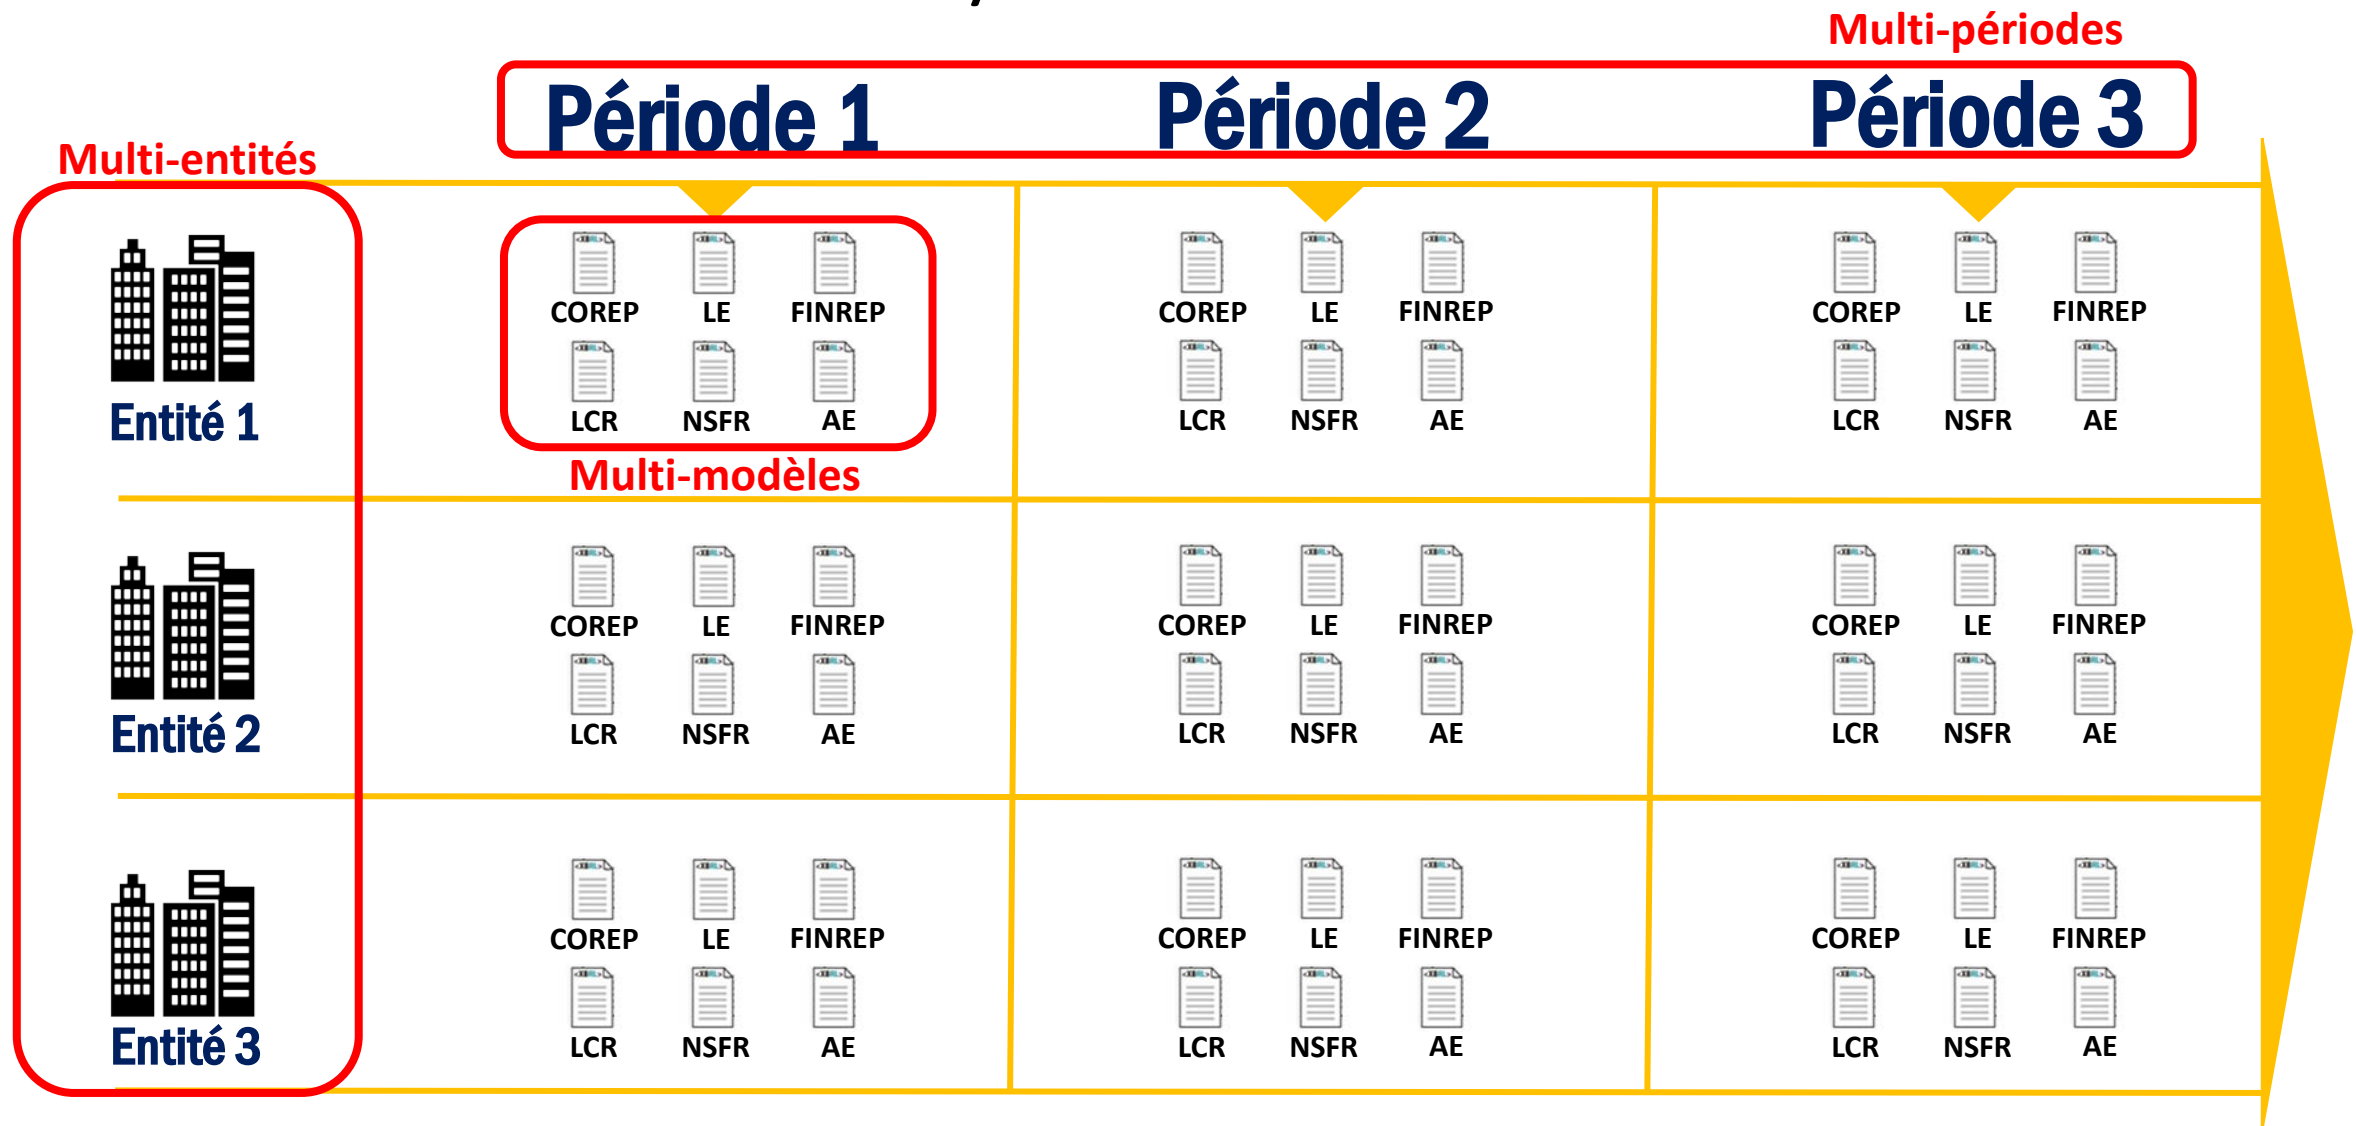 Multi-périodes
Période 1 Période 2 Période 3
Multi-entités
COREP LE FINREP COREP LE FINREP COREP LE FINREP
LCR NSFR AE LCR NSFR AE LCR NSFR AE
Entité 1
Multi-modèles
COREP LE FINREP COREP LE FINREP COREP LE FINREP
LCR NSFR AE LCR NSFR AE LCR NSFR AE
Entité 2
COREP LE FINREP COREP LE FINREP COREP LE FINREP
LCR NSFR AE LCR NSFR AE LCR NSFR AE
Entité 3